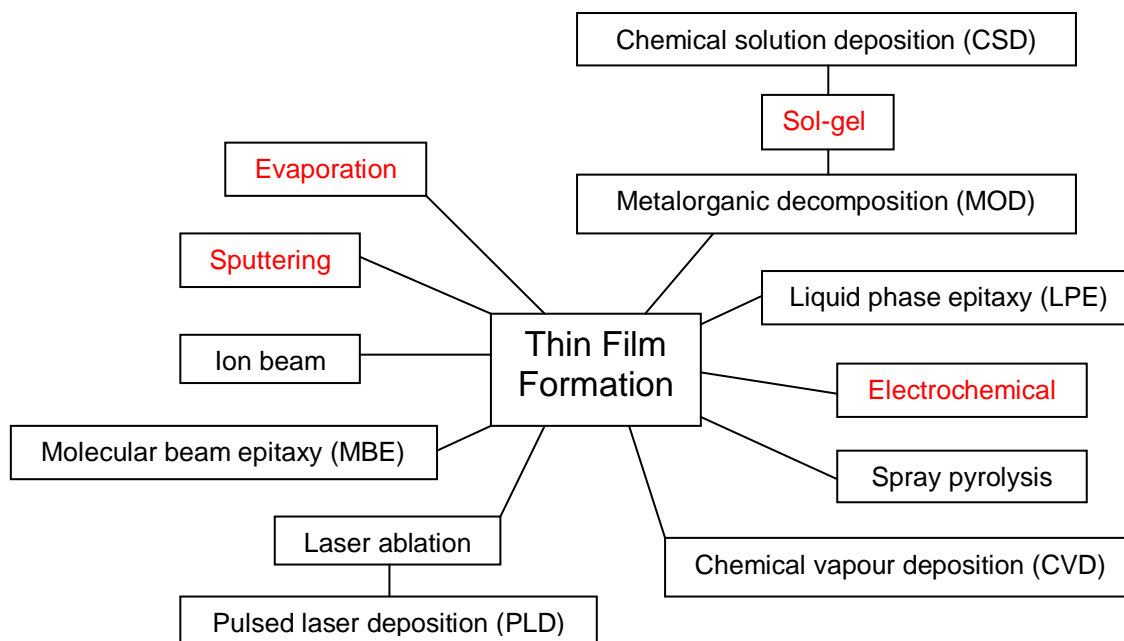 Chemical solution deposition (CSD)
Sol-gel
Evaporation
Metalorganic decomposition (MOD)
Sputtering
Liquid phase epitaxy (LPE)
Thin Film
Formation
Ion beam
Electrochemical
Molecular beam epitaxy (MBE)
Spray pyrolysis
Laser ablation
Chemical vapour deposition (CVD)
Pulsed laser deposition (PLD)